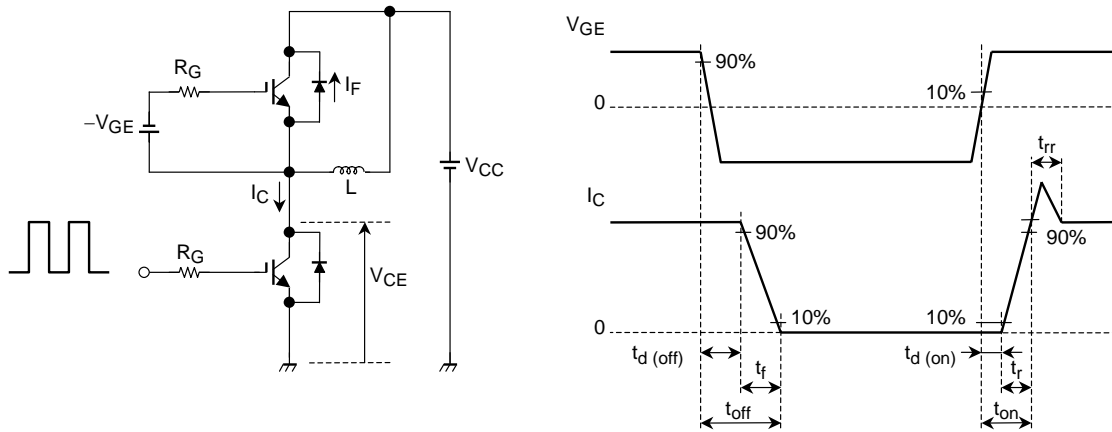 R_G
I_F
–V_GE
V_CC
L
I_C
R_G
V_CE
V_GE
90%
10%
0
t_rr
I_C
90%
90%
10%
10%
0
t_d (off)
t_d (on)
t_f
t_r
t_off
t_on